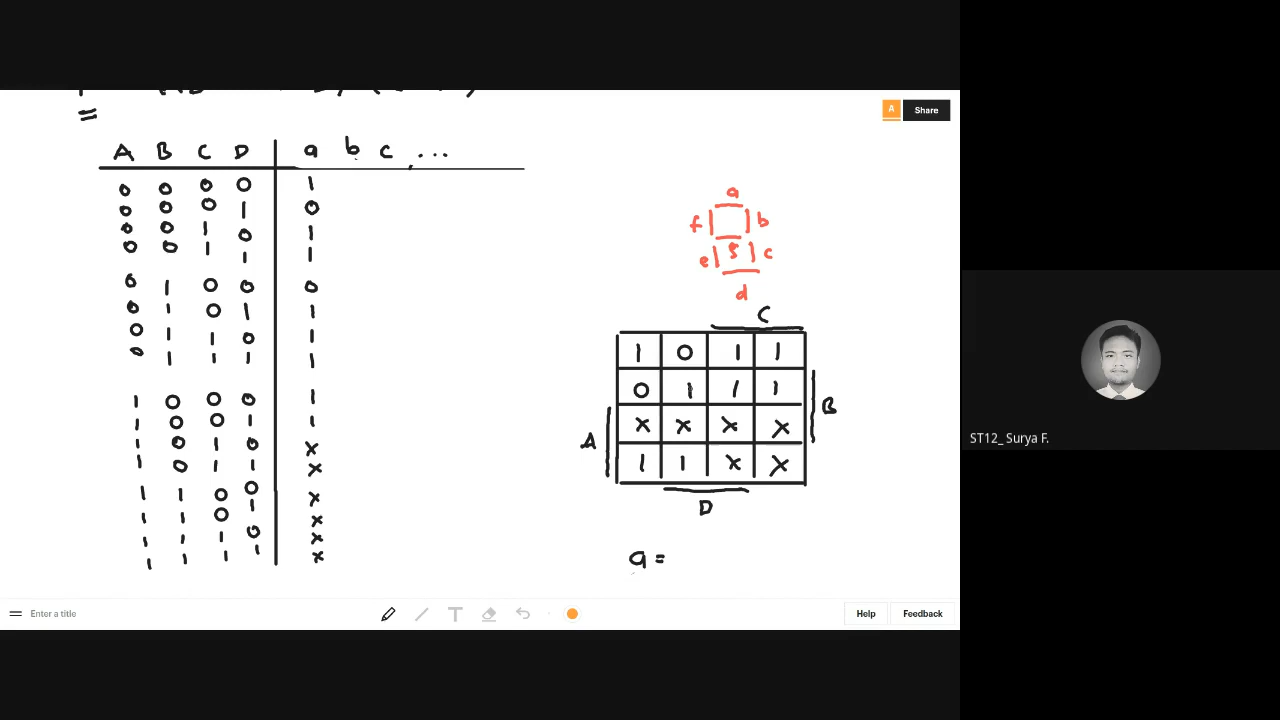 =
A Share
A B C D a b c , ...
0 0 0 0 1
0 0 0 1 0
0 0 1 0 1
0 0 1 1 1
0 1 0 0 0
0 1 0 1 1
0 1 1 0 1
0 1 1 1 1
1 0 0 0 1
1 0 0 1 1
1 0 1 0 x
1 0 1 1 x
1 1 0 0 x
1 1 0 1 x
1 1 1 0 x
1 1 1 1 x
a
f b
e g c
d
C
1 0 1 1
0 1 1 1
B
x x x x
A
1 1 x x
D
a =
ST12_ Surya F.
Enter a title
T
Help Feedback